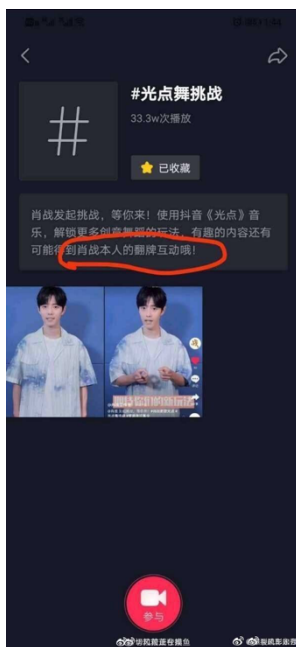 #光点舞挑战
33.3w次播放
已收藏
肖战发起挑战，等你来！使用抖音《光点》音
乐，解锁更多创意舞蹈的玩法，有趣的内容还有
可能得到肖战本人的翻牌互动哦！
参与